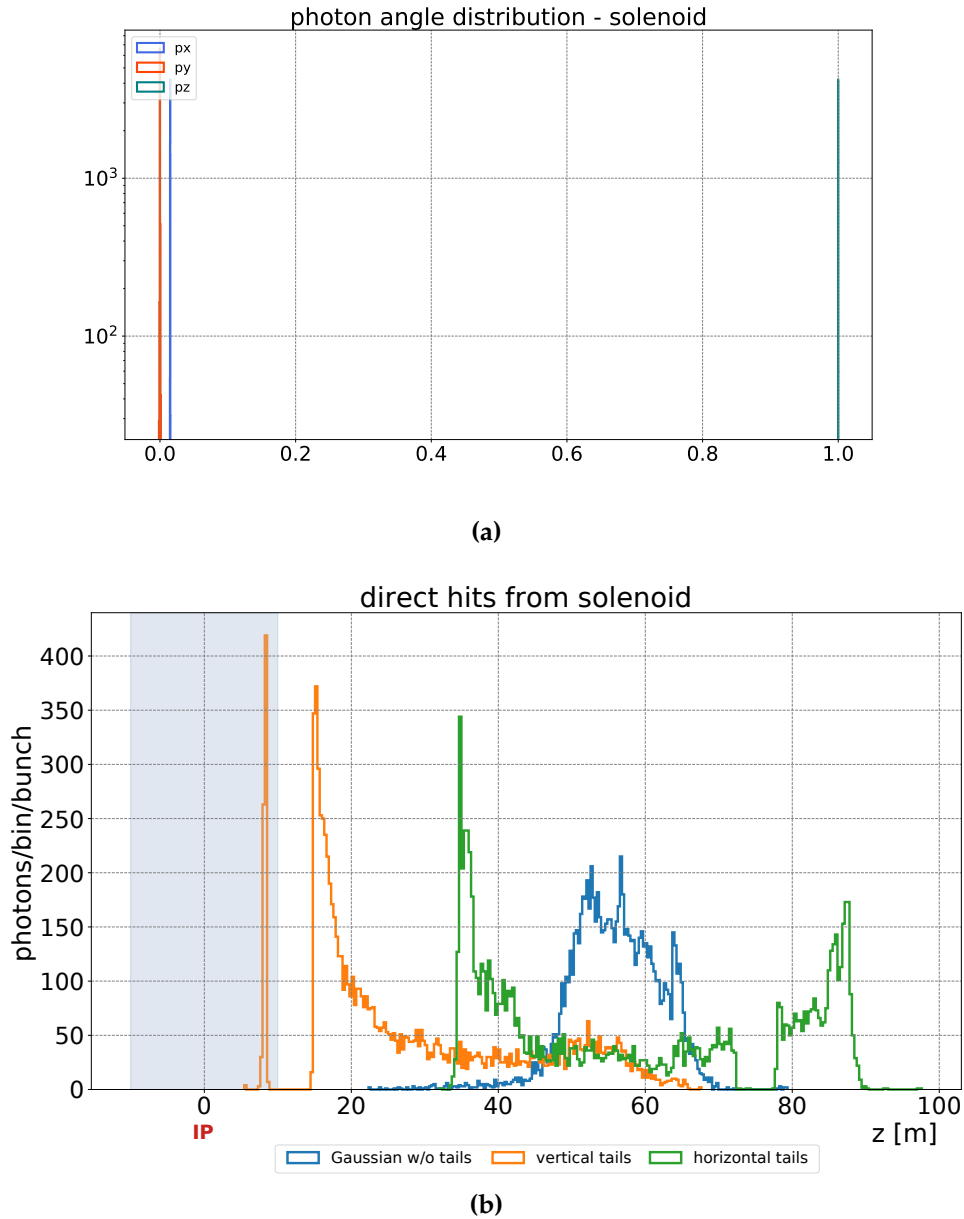 photon angle distribution - solenoid
px
py
pz
10³
10²
0.0 0.2 0.4 0.6 0.8 1.0
(a)
direct hits from solenoid
photons/bin/bunch
400
350
300
250
200
150
100
50
0
0 20 40 60 80 100
IP
z [m]
Gaussian w/o tails vertical tails horizontal tails
(b)